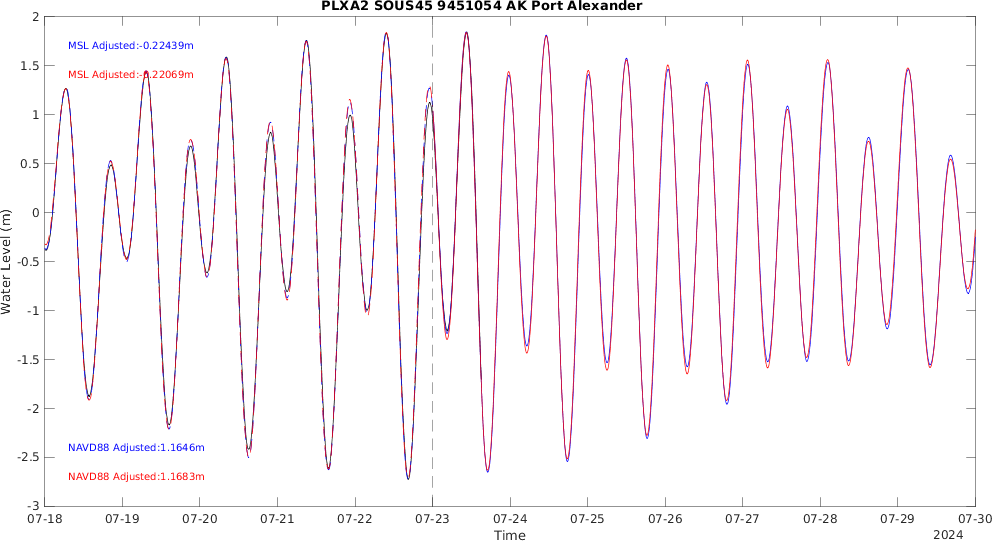 PLXA2 SOUS45 9451054 AK Port Alexander
MSL Adjusted:-0.22439m
MSL Adjusted:-0.22069m
NAVD88 Adjusted:1.1646m
NAVD88 Adjusted:1.1683m
Water Level (m)
2
1.5
1
0.5
0
-0.5
-1
-1.5
-2
-2.5
-3
07-18 07-19 07-20 07-21 07-22 07-23 07-24 07-25 07-26 07-27 07-28 07-29 07-30
Time
2024